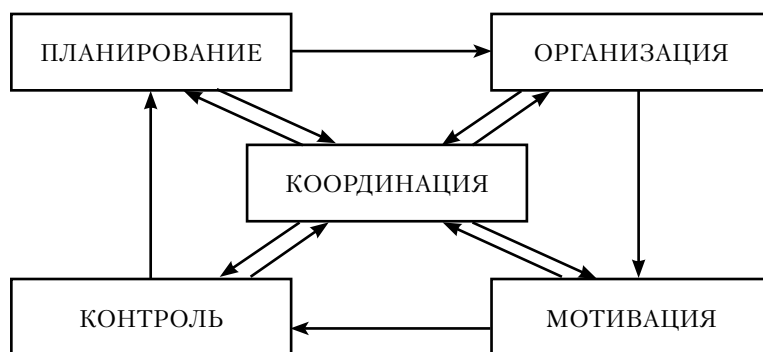 ПЛАНИРОВАНИЕ
ОРГАНИЗАЦИЯ
КООРДИНАЦИЯ
КОНТРОЛЬ
МОТИВАЦИЯ